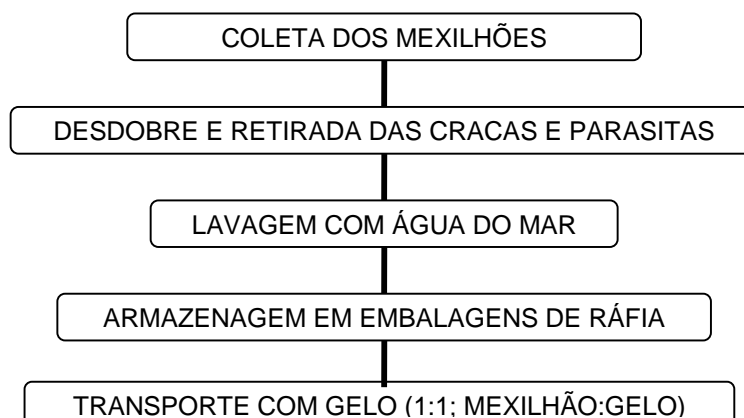 COLETA DOS MEXILHÕES
DESDOBRE E RETIRADA DAS CRACAS E PARASITAS
LAVAGEM COM ÁGUA DO MAR
ARMAZENAGEM EM EMBALAGENS DE RÁFIA
TRANSPORTE COM GELO (1:1; MEXILHÃO:GELO)